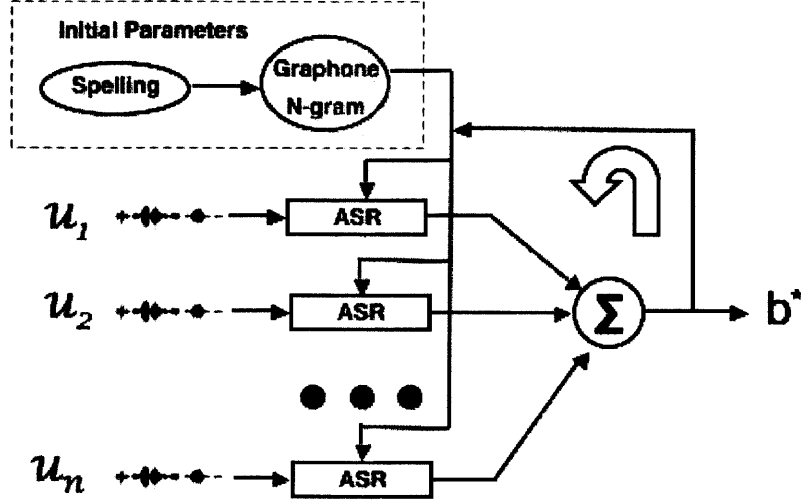 Initial Parameters
Spelling
Graphone
N-gram
u₁
ASR
u₂
ASR
uₙ
ASR
Σ
b*